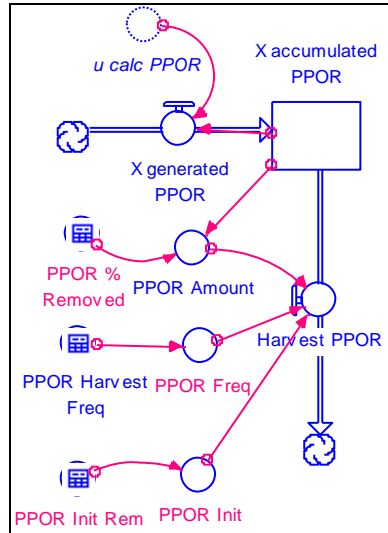 X accumulated
PPOR
u calc PPOR
X generated
PPOR
PPOR %
Removed
PPOR Amount
Harvest PPOR
PPOR Harvest
Freq
PPOR Freq
PPOR Init Rem
PPOR Init